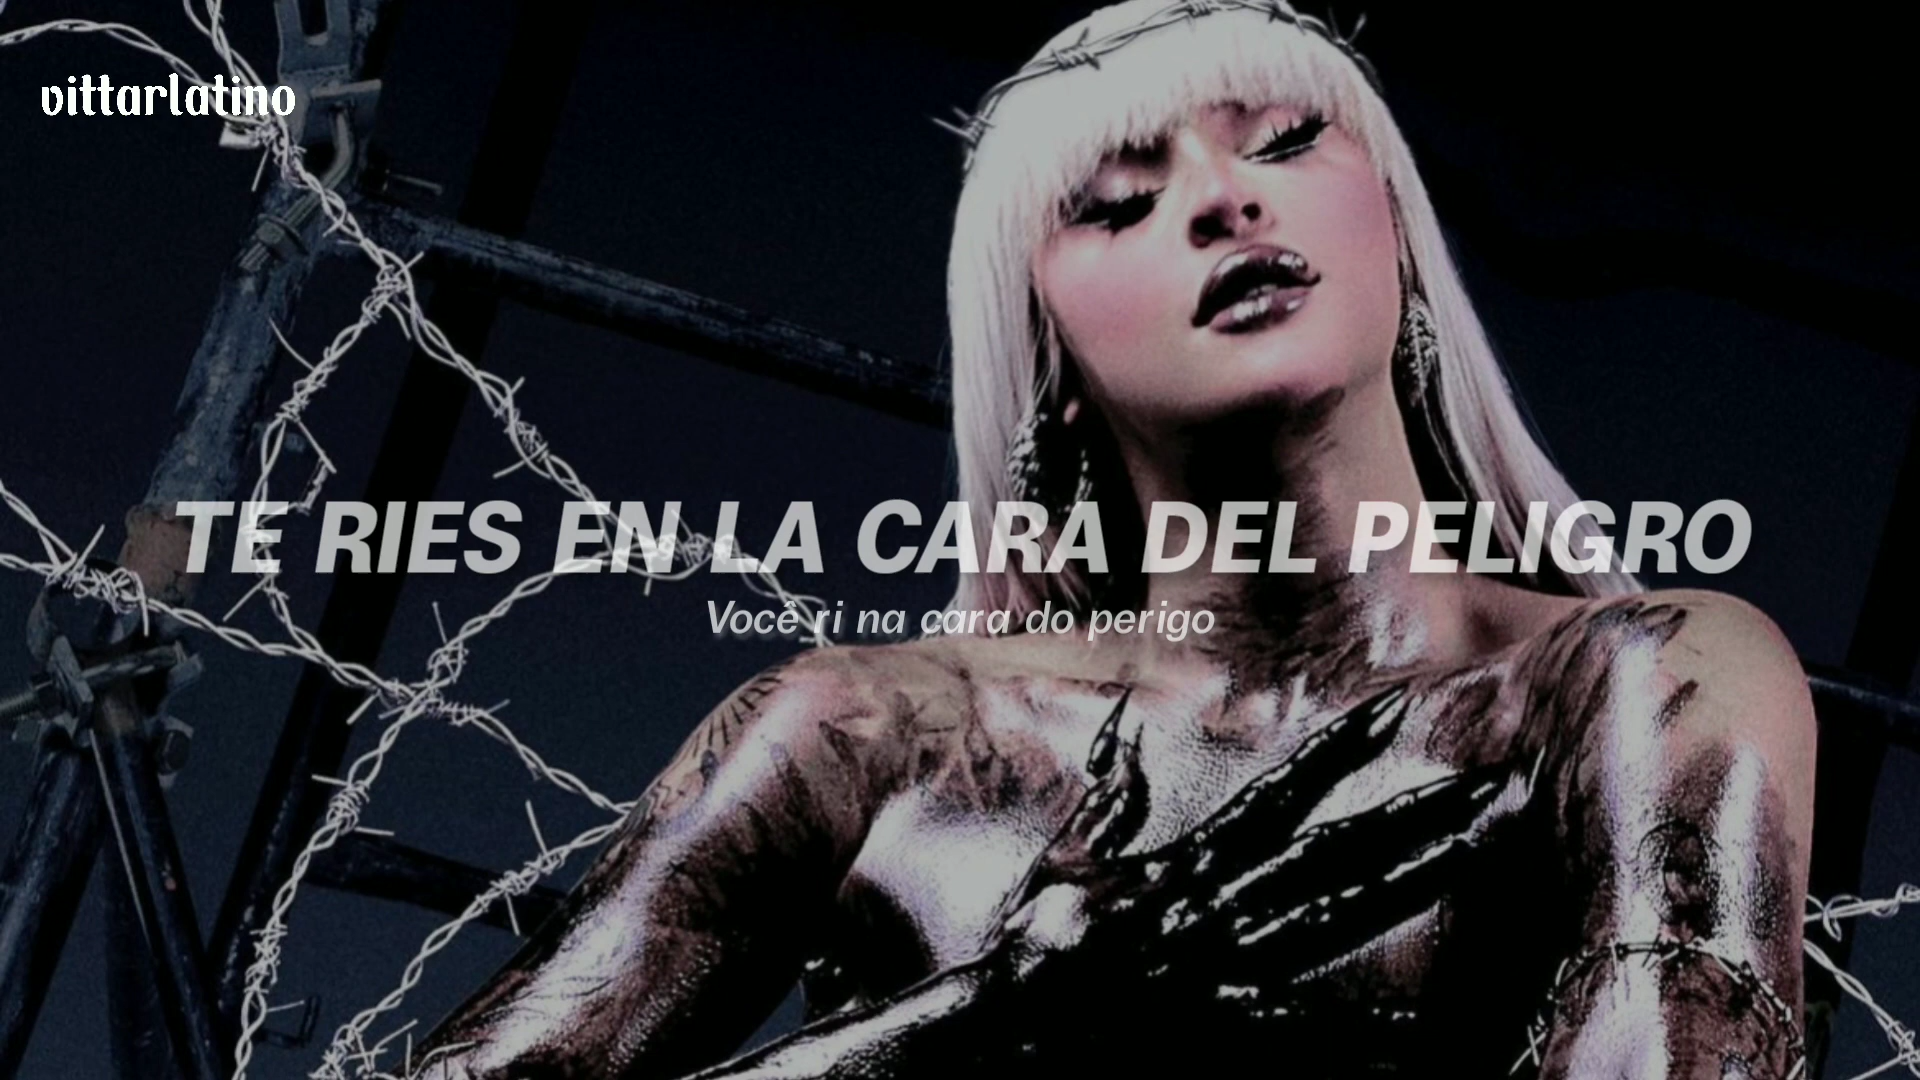 vittarlatino
TE RIES EN LA CARA DEL PELIGRO
Você ri na cara do perigo